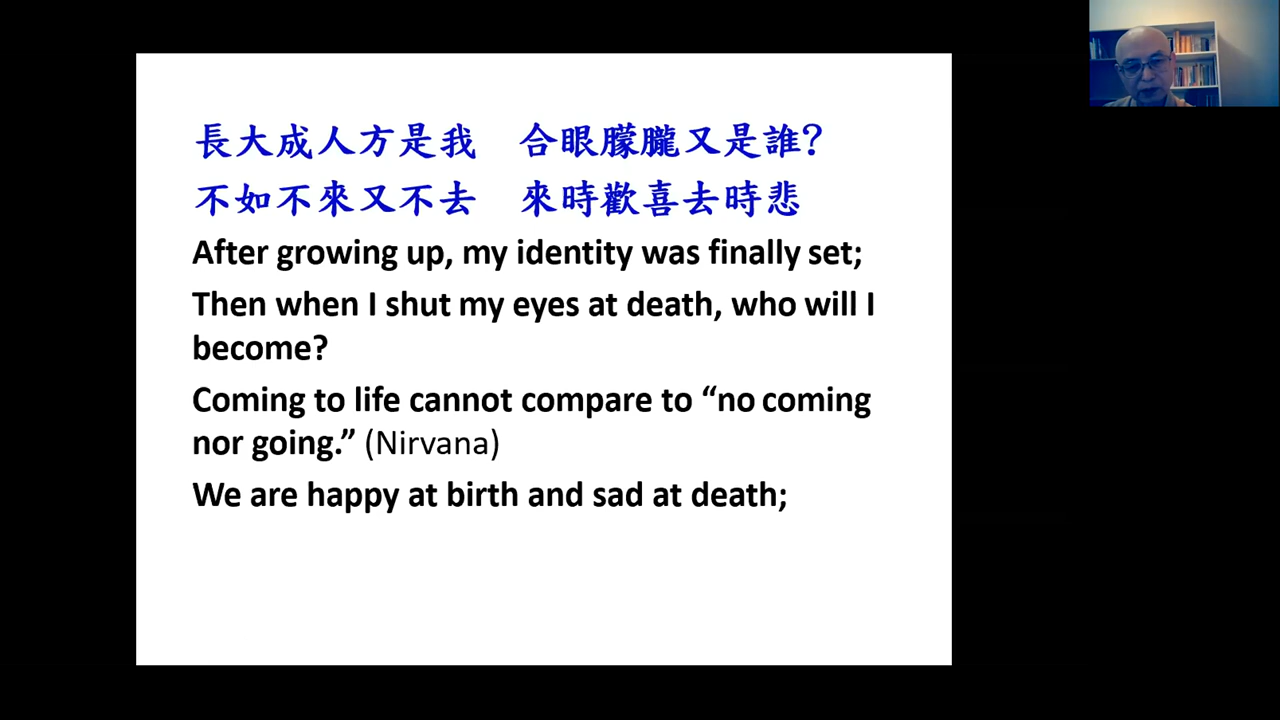 長大成人方是我 合眼朦朧又是誰?
不如不來又不去 來時歡喜去時悲
After growing up, my identity was finally set;
Then when I shut my eyes at death, who will I
become?
Coming to life cannot compare to “no coming
nor going.” (Nirvana)
We are happy at birth and sad at death;